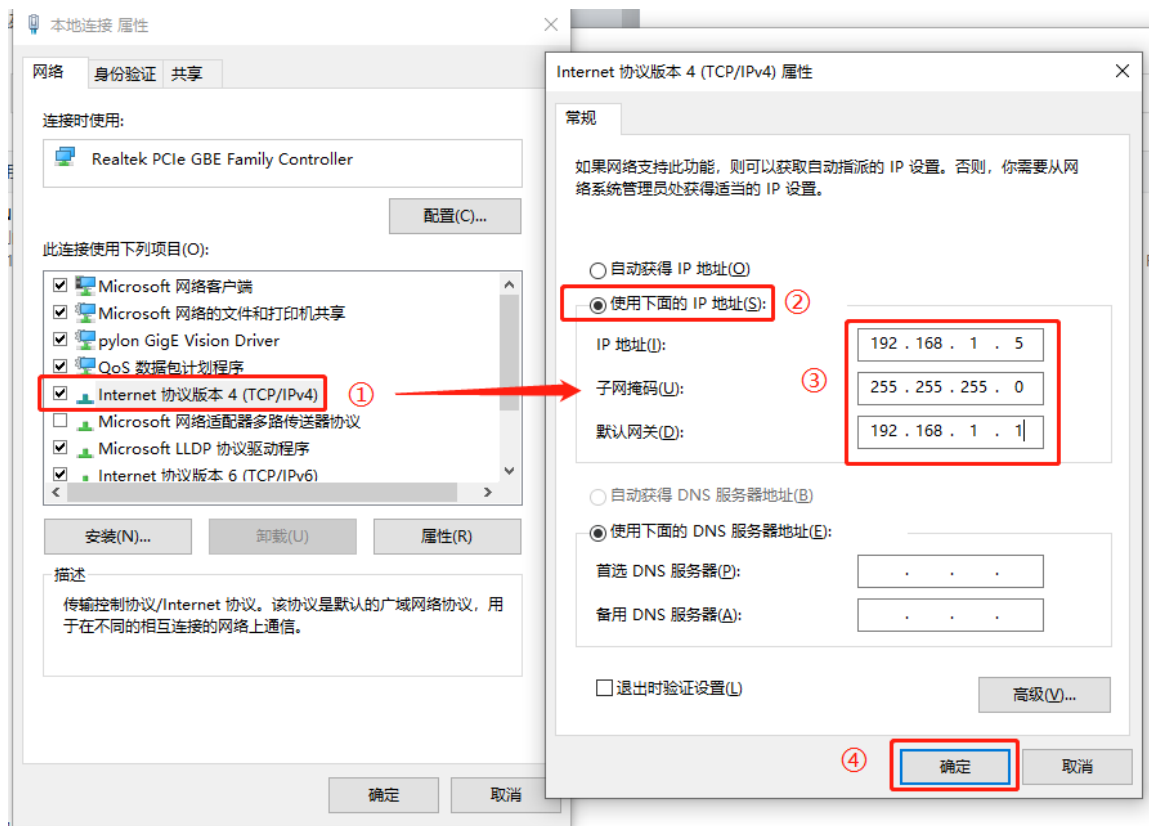 本地连接 属性
网络
身份验证
共享
连接时使用:
Realtek PCIe GBE Family Controller
配置(C)...
此连接使用下列项目(O):
Microsoft 网络客户端
Microsoft 网络的文件和打印机共享
pylon GigE Vision Driver
QoS 数据包计划程序
Internet 协议版本 4 (TCP/IPv4)
①
Microsoft 网络适配器多路传送器协议
Microsoft LLDP 协议驱动程序
Internet 协议版本 6 (TCP/IPv6)
安装(N)...
卸载(U)
属性(R)
描述
传输控制协议/Internet 协议。该协议是默认的广域网络协议，用
于在不同的相互连接的网络上通信。
确定
取消
Internet 协议版本 4 (TCP/IPv4) 属性
常规
如果网络支持此功能，则可以获取自动指派的 IP 设置。否则，你需要从网
络系统管理员处获得适当的 IP 设置。
自动获得 IP 地址(O)
使用下面的 IP 地址(S):
②
IP 地址(I):
192 . 168 . 1 . 5
③
子网掩码(U):
255 . 255 . 255 . 0
默认网关(D):
192 . 168 . 1 . 1
自动获得 DNS 服务器地址(B)
使用下面的 DNS 服务器地址(E):
首选 DNS 服务器(P):
. . .
备用 DNS 服务器(A):
. . .
退出时验证设置(L)
高级(V)...
④
确定
取消